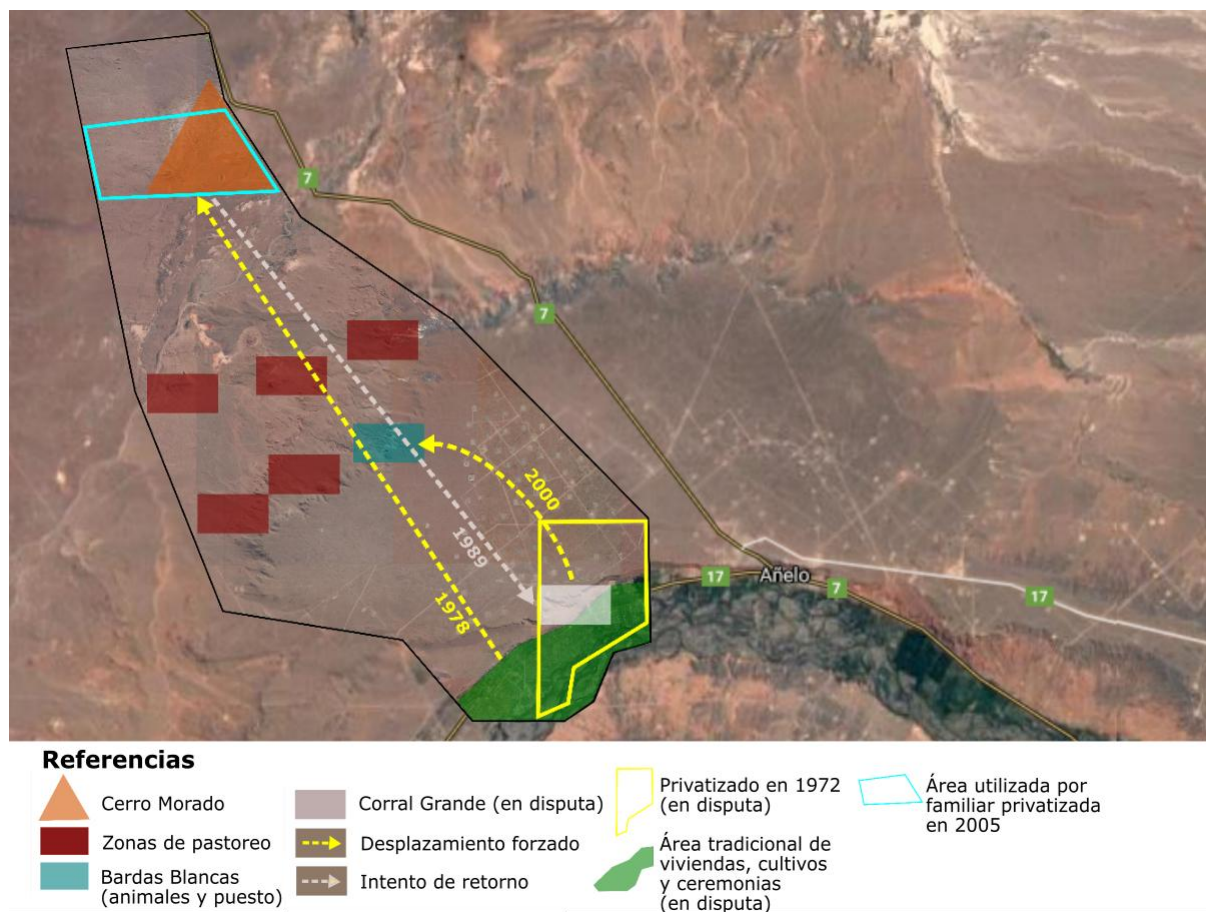 7
7
2000
1989
1978
17
Añelo
7
17
Referencias
Cerro Morado
Zonas de pastoreo
Bardas Blancas
(animales y puesto)
Corral Grande (en disputa)
Desplazamiento forzado
Intento de retorno
Privatizado en 1972
(en disputa)
Área tradicional de
viviendas, cultivos
y ceremonias
(en disputa)
Área utilizada por
familiar privatizada
en 2005